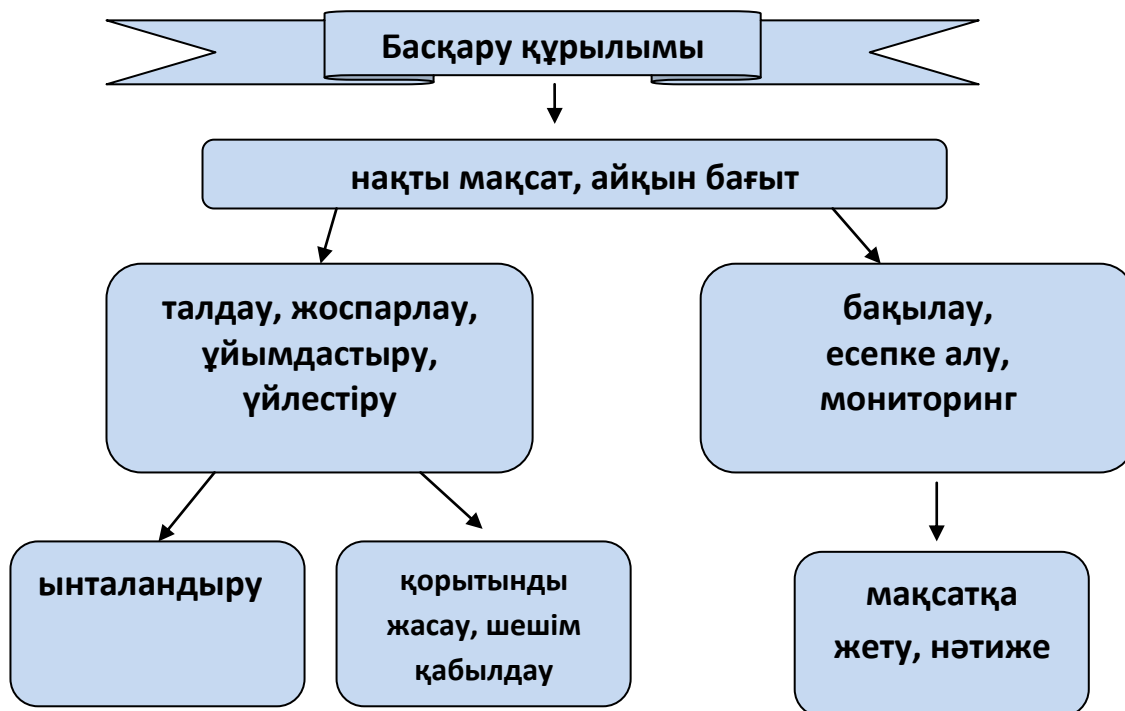 Басқару құрылымы
нақты мақсат, айқын бағыт
талдау, жоспарлау,
ұйымдастыру,
үйлестіру
бақылау,
есепке алу,
мониторинг
ынталандыру
қорытынды
жасау, шешім
қабылдау
мақсатқа
жету, нәтиже